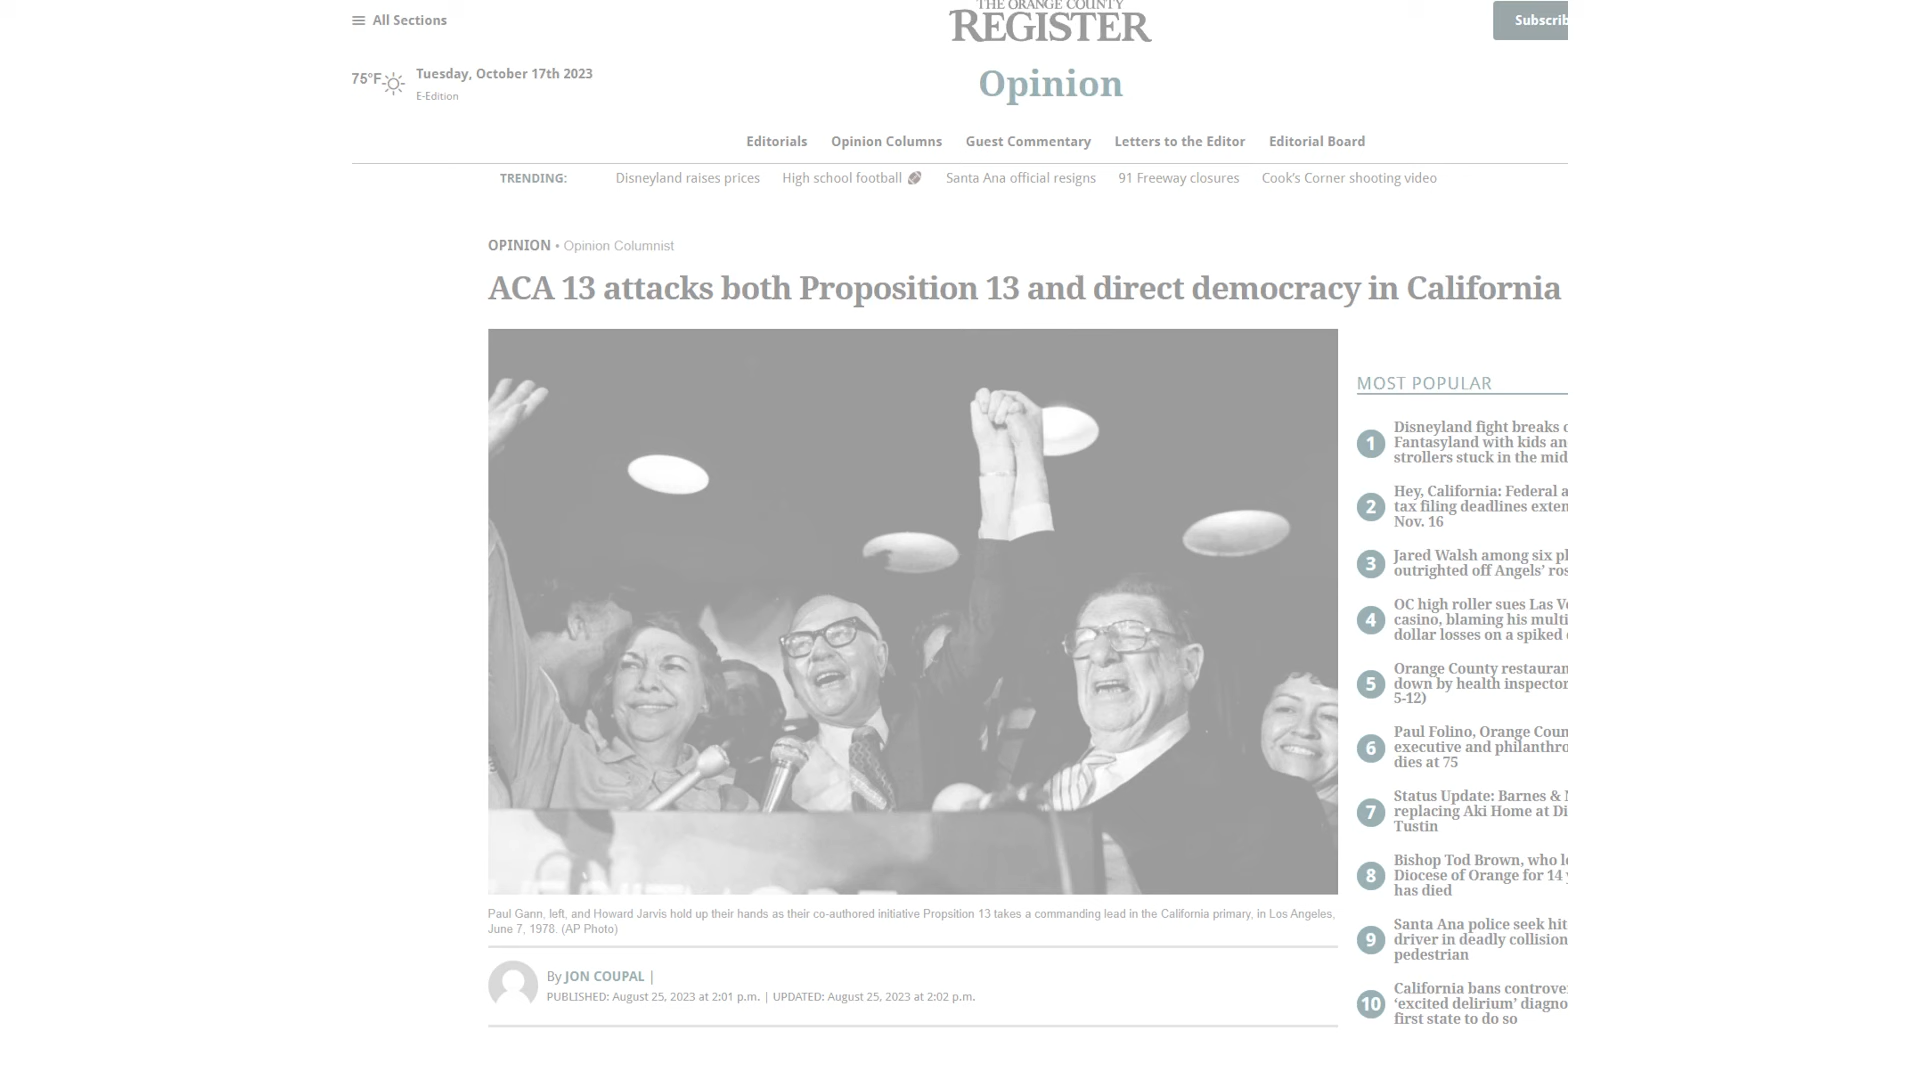 All Sections
THE ORANGE COUNTY
REGISTER
Subscrib
75°F
Tuesday, October 17th 2023
E-Edition
Opinion
Editorials
Opinion Columns
Guest Commentary
Letters to the Editor
Editorial Board
TRENDING:
Disneyland raises prices
High school football 🏈
Santa Ana official resigns
91 Freeway closures
Cook's Corner shooting video
OPINION • Opinion Columnist
ACA 13 attacks both Proposition 13 and direct democracy in California
Paul Gann, left, and Howard Jarvis hold up their hands as their co-authored initiative Propsition 13 takes a commanding lead in the California primary, in Los Angeles,
June 7, 1978. (AP Photo)
By JON COUPAL |
PUBLISHED: August 25, 2023 at 2:01 p.m. | UPDATED: August 25, 2023 at 2:02 p.m.
MOST POPULAR
1
Disneyland fight breaks o
Fantasyland with kids an
strollers stuck in the mid
2
Hey, California: Federal a
tax filing deadlines exten
Nov. 16
3
Jared Walsh among six pl
outrighted off Angels' ros
4
OC high roller sues Las Ve
casino, blaming his multi
dollar losses on a spiked
5
Orange County restauran
down by health inspector
5-12)
6
Paul Folino, Orange Coun
executive and philanthro
dies at 75
7
Status Update: Barnes & N
replacing Aki Home at Di
Tustin
8
Bishop Tod Brown, who le
Diocese of Orange for 14 y
has died
9
Santa Ana police seek hit
driver in deadly collision
pedestrian
10
California bans controve
'excited delirium' diagno
first state to do so